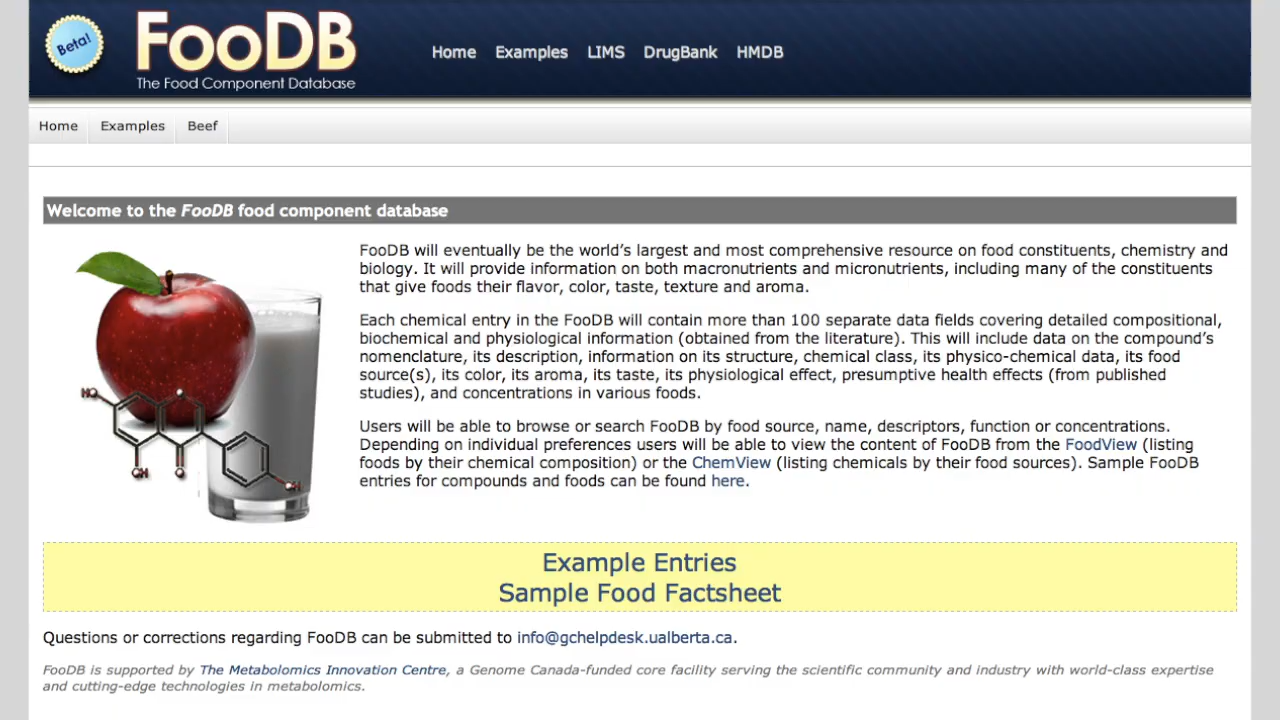 Beta!
FooDB
The Food Component Database
Home Examples LIMS DrugBank HMDB
Home Examples Beef
Welcome to the FooDB food component database
FooDB will eventually be the world’s largest and most comprehensive resource on food constituents, chemistry and
biology. It will provide information on both macronutrients and micronutrients, including many of the constituents
that give foods their flavor, color, taste, texture and aroma.
Each chemical entry in the FooDB will contain more than 100 separate data fields covering detailed compositional,
biochemical and physiological information (obtained from the literature). This will include data on the compound’s
nomenclature, its description, information on its structure, chemical class, its physico-chemical data, its food
source(s), its color, its aroma, its taste, its physiological effect, presumptive health effects (from published
studies), and concentrations in various foods.
Users will be able to browse or search FooDB by food source, name, descriptors, function or concentrations.
Depending on individual preferences users will be able to view the content of FooDB from the FoodView (listing
foods by their chemical composition) or the ChemView (listing chemicals by their food sources). Sample FooDB
entries for compounds and foods can be found here.
HO
OH
O
OH
Example Entries
Sample Food Factsheet
Questions or corrections regarding FooDB can be submitted to info@gchelpdesk.ualberta.ca.
FooDB is supported by The Metabolomics Innovation Centre, a Genome Canada-funded core facility serving the scientific community and industry with world-class expertise
and cutting-edge technologies in metabolomics.